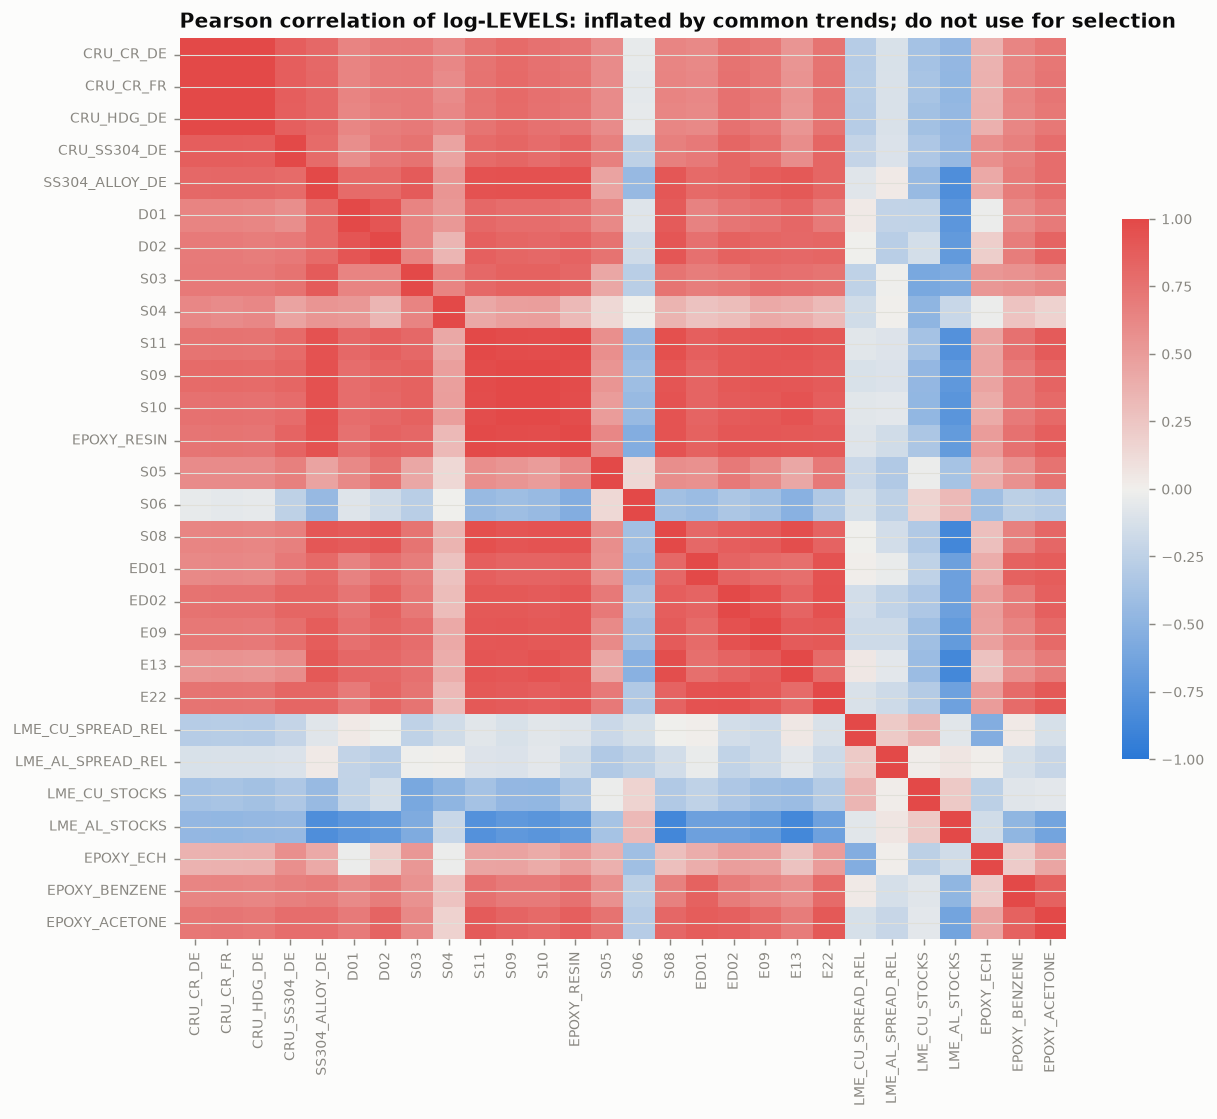 Pearson correlation of log-LEVELS: inflated by common trends; do not use for selection
CRU_CR_DE
CRU_CR_FR
CRU_HDG_DE
CRU_SS304_DE
SS304_ALLOY_DE
D01
D02
S03
S04
S11
S09
S10
EPOXY_RESIN
S05
S06
S08
ED01
ED02
E09
E13
E22
LME_CU_SPREAD_REL
LME_AL_SPREAD_REL
LME_CU_STOCKS
LME_AL_STOCKS
EPOXY_ECH
EPOXY_BENZENE
EPOXY_ACETONE
CRU_CR_DE
CRU_CR_FR
CRU_HDG_DE
CRU_SS304_DE
SS304_ALLOY_DE
D01
D02
S03
S04
S11
S09
S10
EPOXY_RESIN
S05
S06
S08
ED01
ED02
E09
E13
E22
LME_CU_SPREAD_REL
LME_AL_SPREAD_REL
LME_CU_STOCKS
LME_AL_STOCKS
EPOXY_ECH
EPOXY_BENZENE
EPOXY_ACETONE
1.00
0.75
0.50
0.25
0.00
−0.25
−0.50
−0.75
−1.00